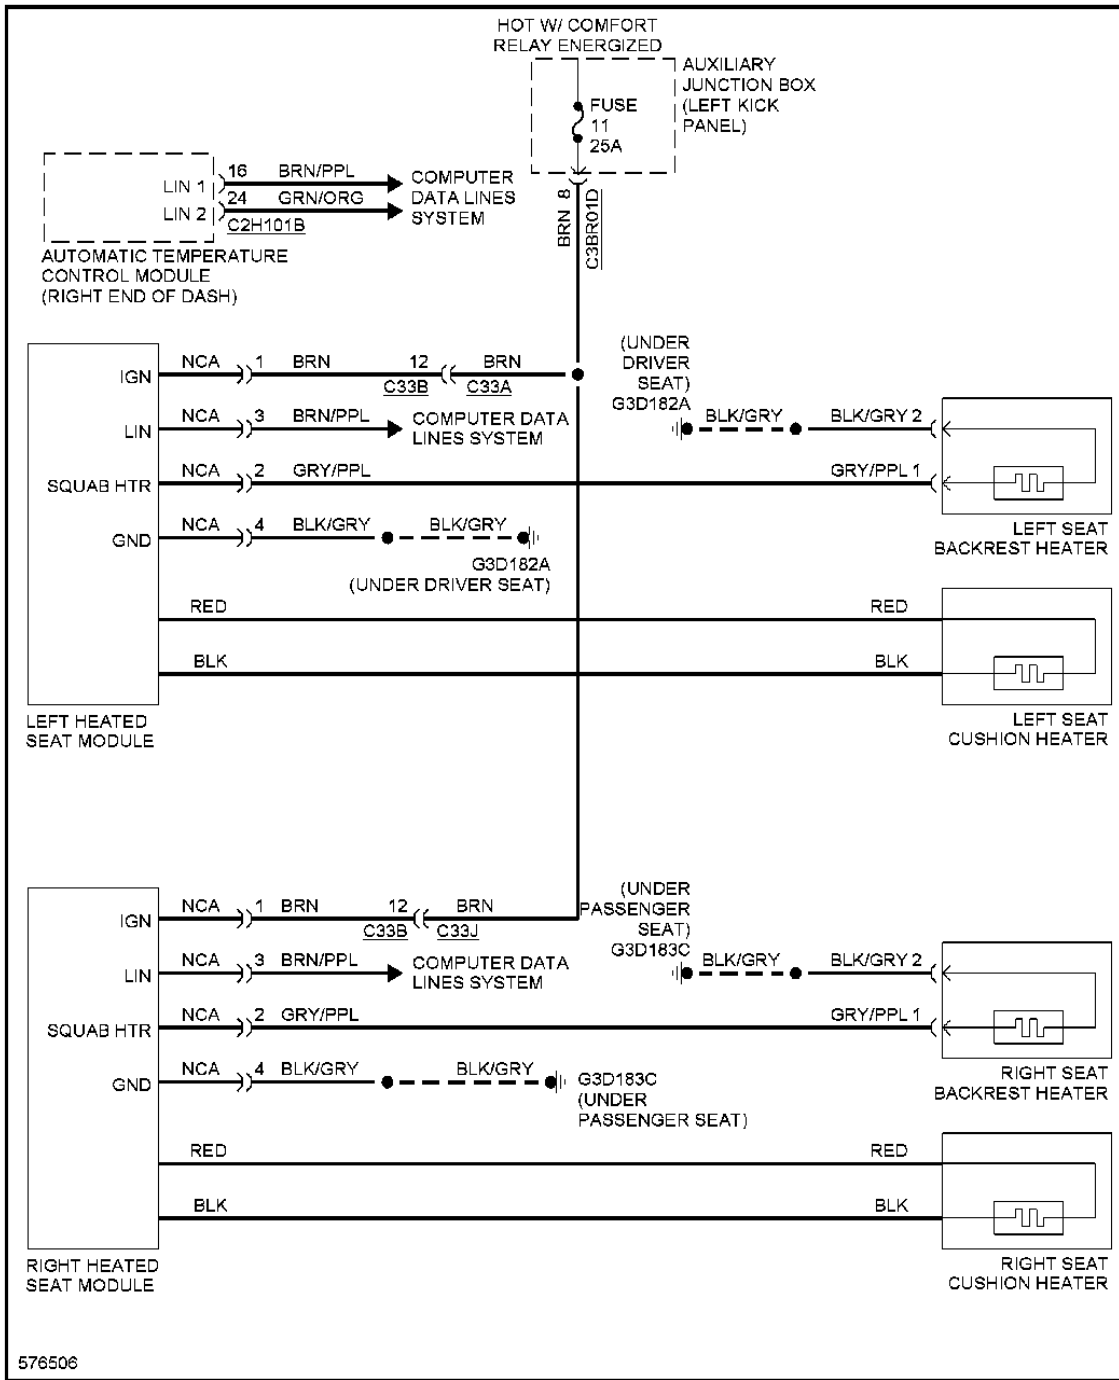 HOT W/ COMFORT
RELAY ENERGIZED
AUXILIARY
JUNCTION BOX
(LEFT KICK
PANEL)
FUSE
11
25A
BRN 8
C3BR01D
LIN 1
16 BRN/PPL
LIN 2
24 GRN/ORG
C2H101B
COMPUTER
DATA LINES
SYSTEM
AUTOMATIC TEMPERATURE
CONTROL MODULE
(RIGHT END OF DASH)
IGN
NCA 1 BRN 12 BRN
C33B C33A
LIN
NCA 3 BRN/PPL
COMPUTER DATA
LINES SYSTEM
SQUAB HTR
NCA 2 GRY/PPL
GRY/PPL 1
GND
NCA 4 BLK/GRY BLK/GRY
G3D182A
(UNDER DRIVER SEAT)
(UNDER
DRIVER
SEAT)
G3D182A
BLK/GRY
BLK/GRY 2
LEFT SEAT
BACKREST HEATER
RED
RED
BLK
BLK
LEFT HEATED
SEAT MODULE
LEFT SEAT
CUSHION HEATER
IGN
NCA 1 BRN 12 BRN
C33B C33J
LIN
NCA 3 BRN/PPL
COMPUTER DATA
LINES SYSTEM
SQUAB HTR
NCA 2 GRY/PPL
GRY/PPL 1
GND
NCA 4 BLK/GRY BLK/GRY
G3D183C
(UNDER
PASSENGER SEAT)
(UNDER
PASSENGER
SEAT)
G3D183C
BLK/GRY
BLK/GRY 2
RIGHT SEAT
BACKREST HEATER
RED
RED
BLK
BLK
RIGHT HEATED
SEAT MODULE
RIGHT SEAT
CUSHION HEATER
576506